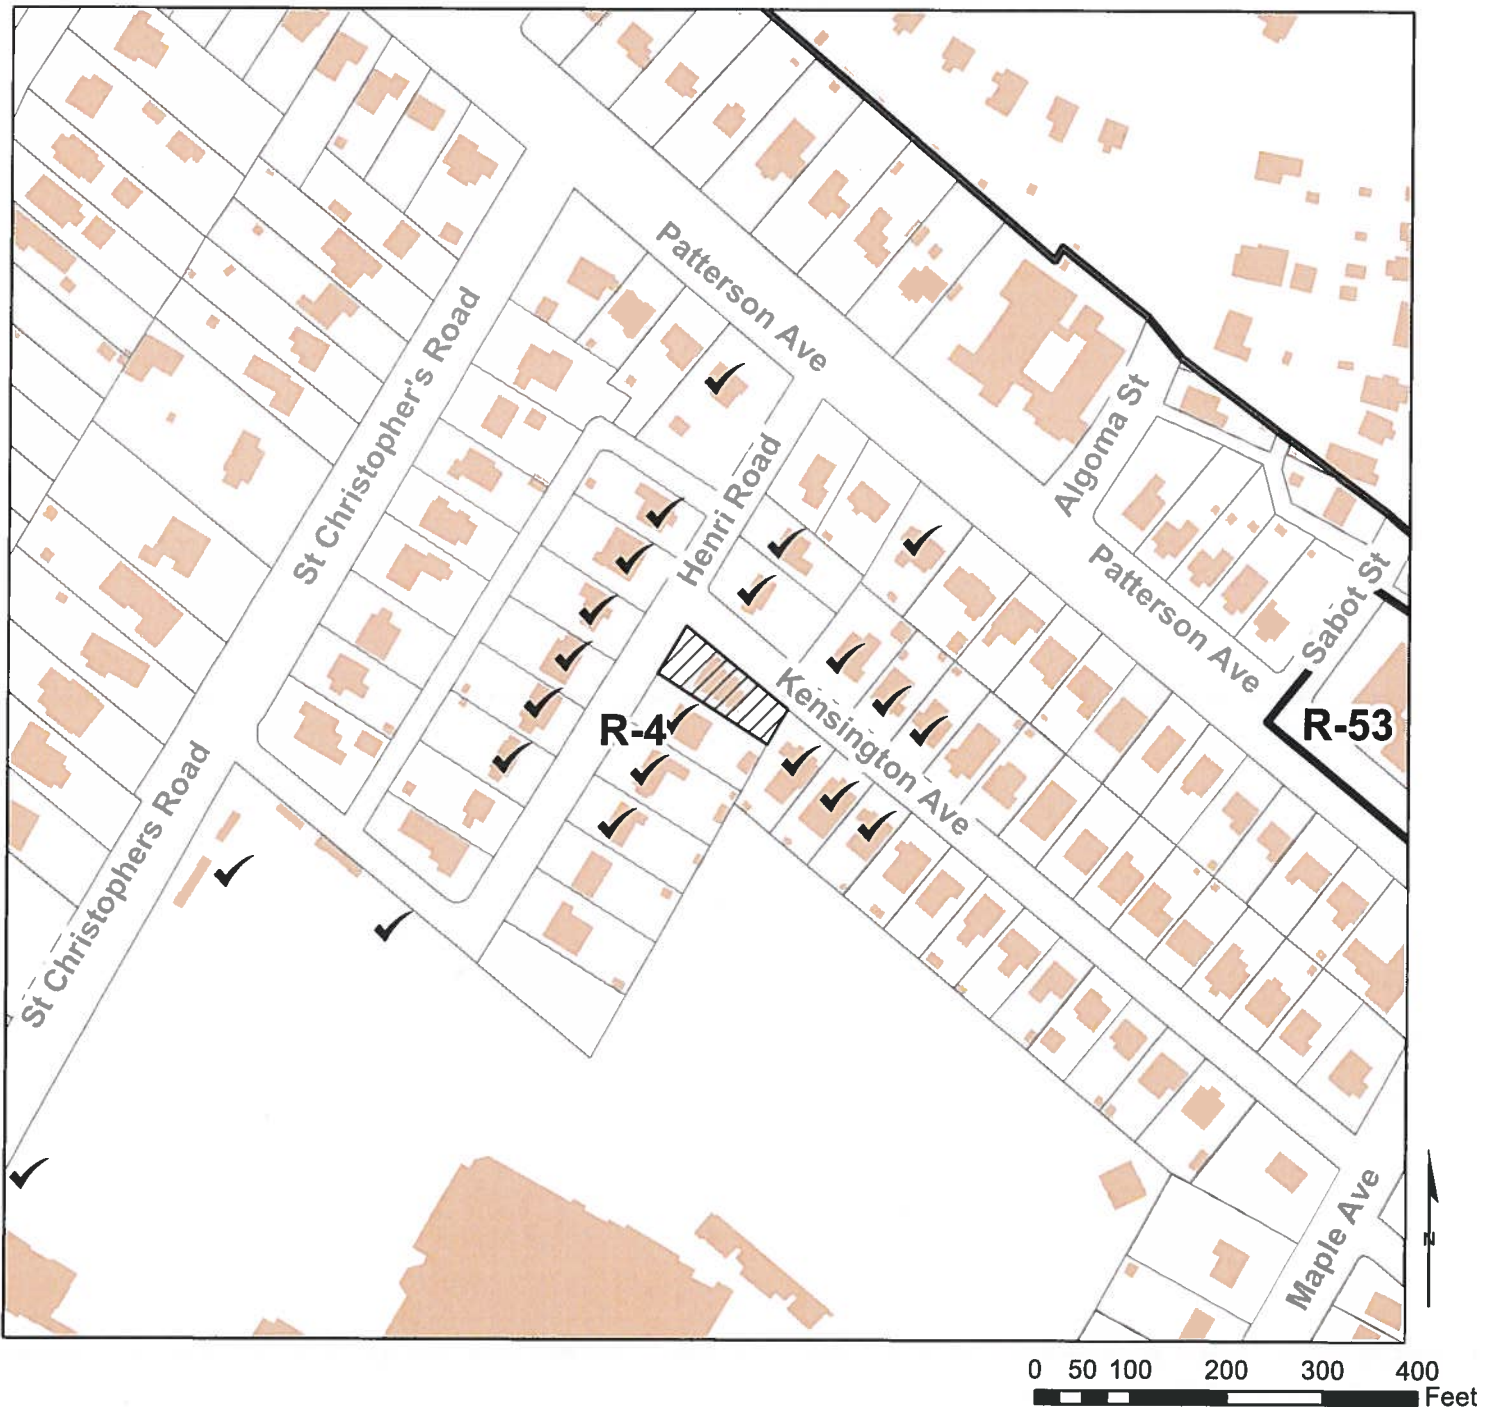 Patterson Ave
St Christopher's Road
Henri Road
Algoma St
Patterson Ave
Sabot St
R-4
Kensington Ave
R-53
St Christophers Road
Maple Ave
N
0 50 100 200 300 400
Feet